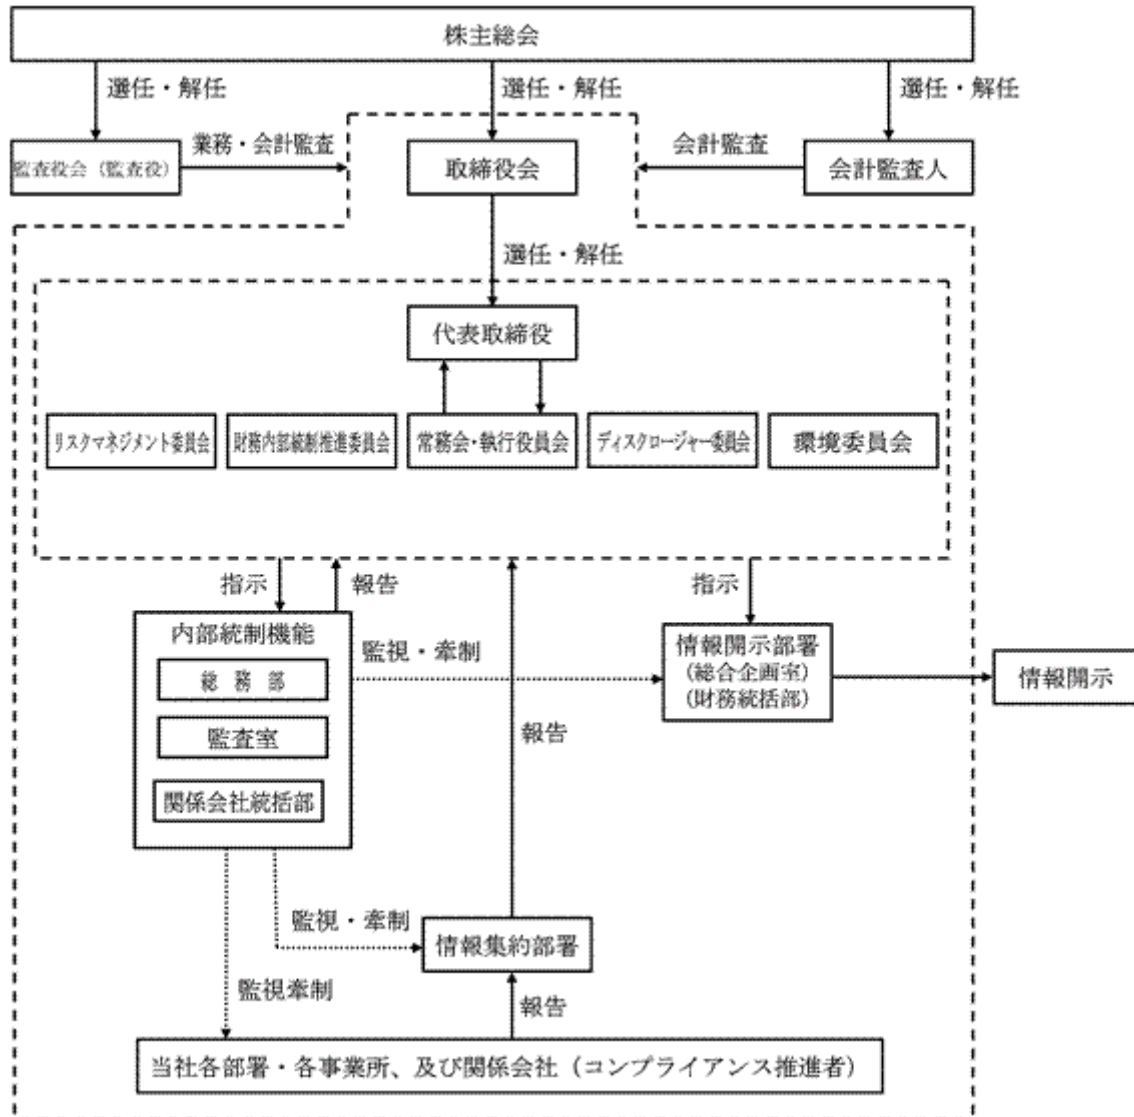 株主総会
選任・解任
選任・解任
選任・解任
監査役会（監査役）
業務・会計監査
取締役会
会計監査
会計監査人
選任・解任
代表取締役
リスクマネジメント委員会
財務内部統制推進委員会
常務会・執行役員会
ディスクロージャー委員会
環境委員会
指示
報告
指示
内部統制機能
総務部
監査室
関係会社統括部
監視・牽制
情報開示部署
（総合企画室）
（財務統括部）
情報開示
報告
監視・牽制
情報集約部署
監視牽制
報告
当社各部署・各事業所、及び関係会社（コンプライアンス推進者）